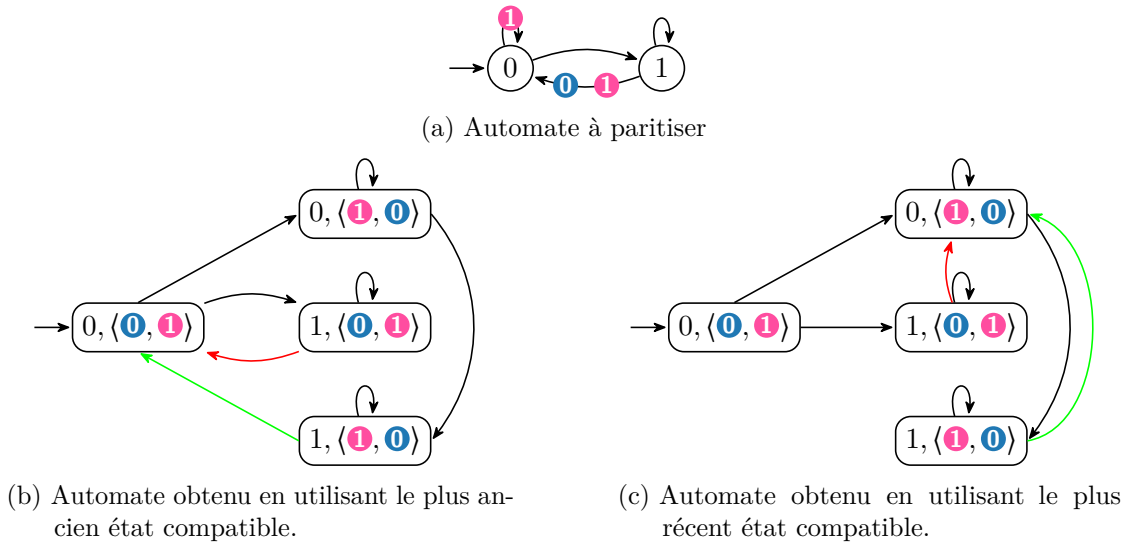 1
0
1
0 1
(a) Automate à paritiser
0, ⟨1, 0⟩
0, ⟨0, 1⟩
1, ⟨0, 1⟩
1, ⟨1, 0⟩
(b) Automate obtenu en utilisant le plus an-
cien état compatible.
0, ⟨1, 0⟩
0, ⟨0, 1⟩
1, ⟨0, 1⟩
1, ⟨1, 0⟩
(c) Automate obtenu en utilisant le plus
récent état compatible.